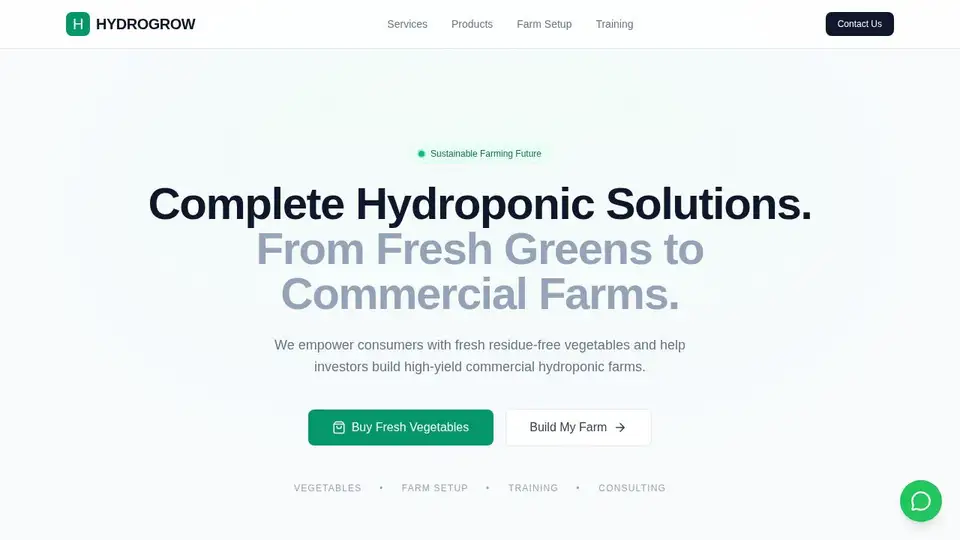 H HYDROGROW
Services Products Farm Setup Training
Contact Us
Sustainable Farming Future
Complete Hydroponic Solutions.
From Fresh Greens to
Commercial Farms.
We empower consumers with fresh residue-free vegetables and help
investors build high-yield commercial hydroponic farms.
Buy Fresh Vegetables
Build My Farm →
VEGETABLES • FARM SETUP • TRAINING • CONSULTING